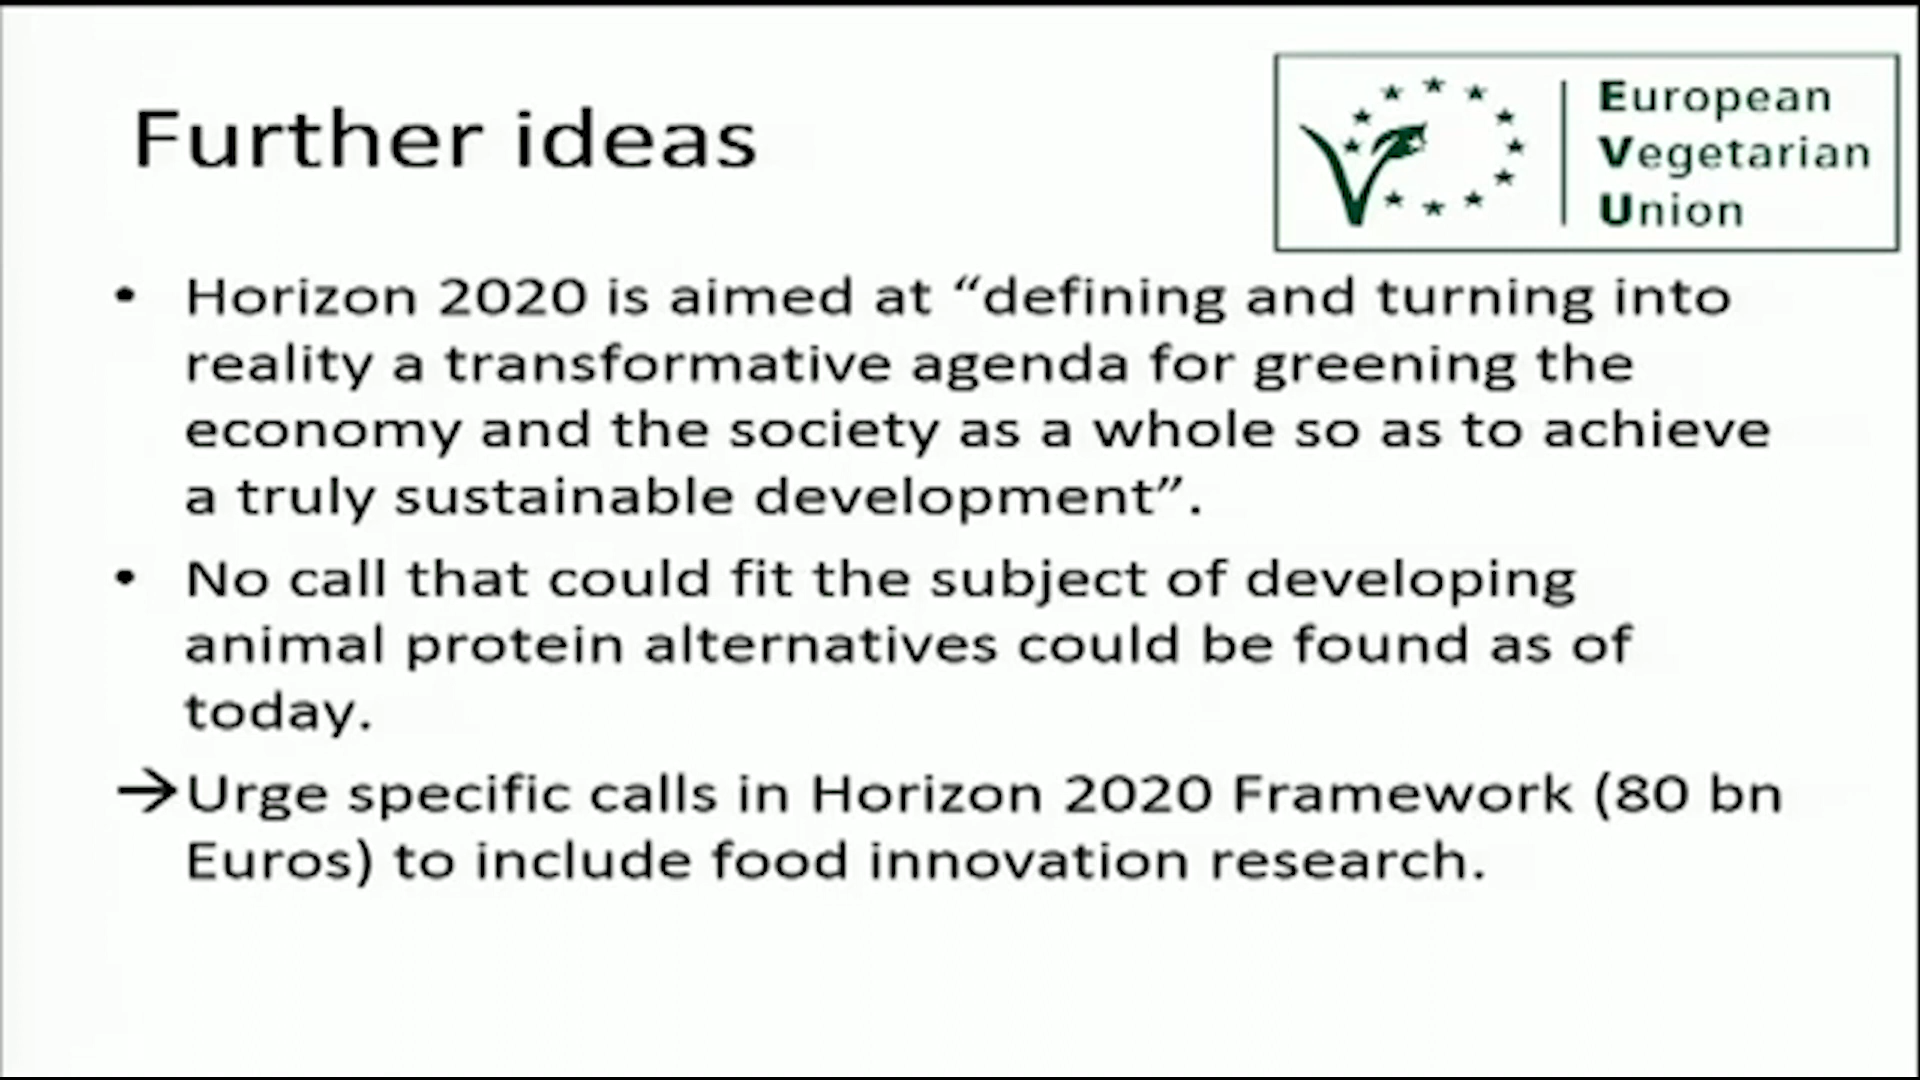 Further ideas
European
Vegetarian
Union
• Horizon 2020 is aimed at “defining and turning into
reality a transformative agenda for greening the
economy and the society as a whole so as to achieve
a truly sustainable development”.
• No call that could fit the subject of developing
animal protein alternatives could be found as of
today.
→ Urge specific calls in Horizon 2020 Framework (80 bn
Euros) to include food innovation research.